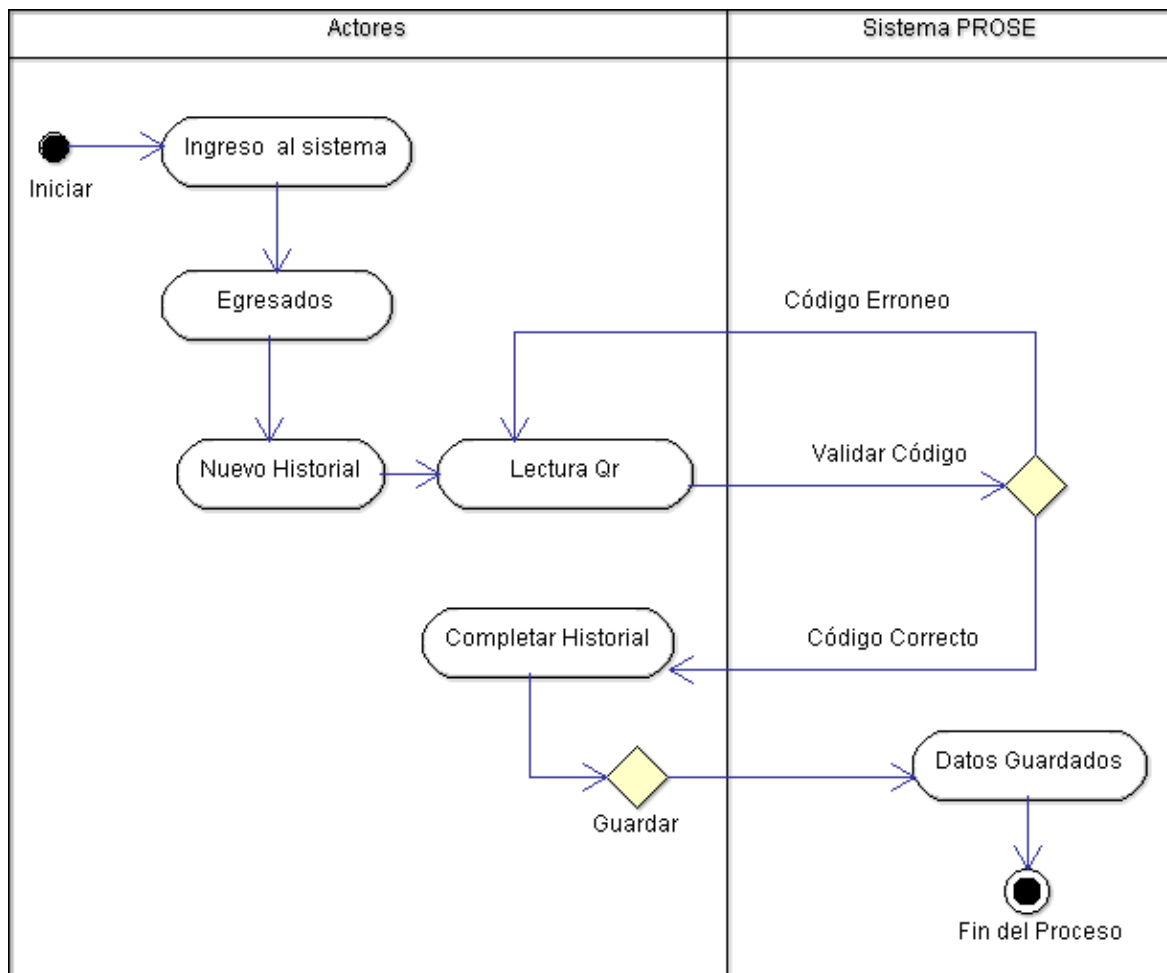 Actores
Sistema PROSE
Ingreso al sistema
Iniciar
Egresados
Código Erroneo
Nuevo Historial
Lectura Qr
Validar Código
Completar Historial
Código Correcto
Datos Guardados
Guardar
Fin del Proceso